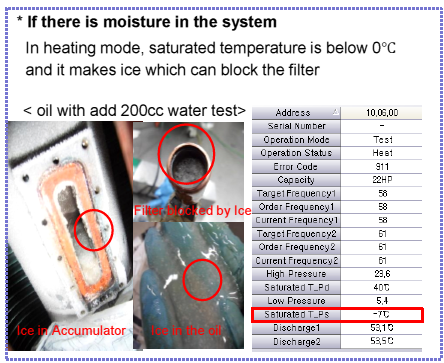 * If there is moisture in the system
In heating mode, saturated temperature is below 0℃
and it makes ice which can block the filter
< oil with add 200cc water test>
Filter blocked by Ice
Ice in Accumulator
Ice in the oil
Address 10,06,00
Serial Number -
Operation Mode Test
Operation Status Heat
Error Code 911
Capacity 22HP
Target Frequency1 58
Order Frequency1 58
Current Frequency1 58
Target Frequency2 61
Order Frequency2 61
Current Frequency2 61
High Pressure 23,6
Saturated T_Pd 40℃
Low Pressure 5,4
Saturated T_Ps -7℃
Discharge1 53,1℃
Discharge2 53,5℃